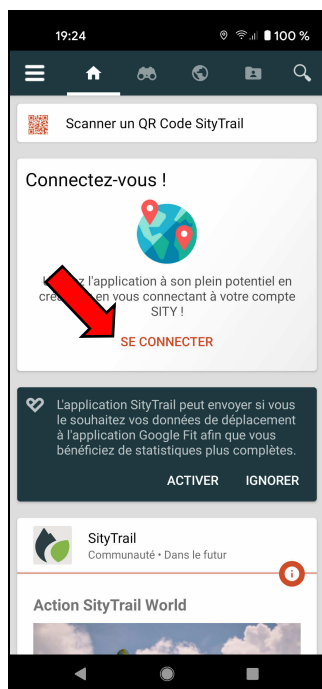 19:24
100 %
Scanner un QR Code SityTrail
Connectez-vous !
l'application à son plein potentiel en
en vous connectant à votre compte
SITY !
SE CONNECTER
L'application SityTrail peut envoyer si vous
le souhaitez vos données de déplacement
à l'application Google Fit afin que vous
bénéficiez de statistiques plus complètes.
ACTIVER IGNORER
SityTrail
Communauté • Dans le futur
Action SityTrail World